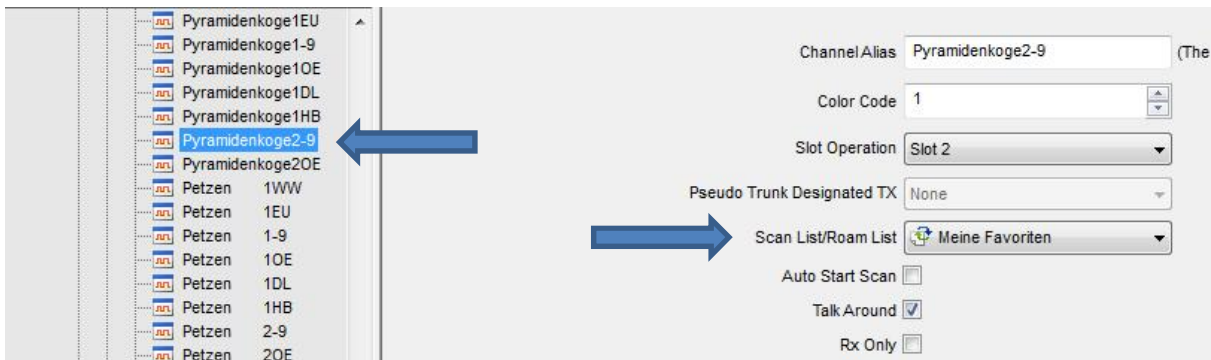 Pyramidenkoge1EU
Pyramidenkoge1-9
Pyramidenkoge1OE
Pyramidenkoge1DL
Pyramidenkoge1HB
Pyramidenkoge2-9
Pyramidenkoge2OE
Petzen 1WW
Petzen 1EU
Petzen 1-9
Petzen 1OE
Petzen 1DL
Petzen 1HB
Petzen 2-9
Petzen 2OE
Channel Alias Pyramidenkoge2-9 (The
Color Code 1
Slot Operation Slot 2
Pseudo Trunk Designated TX None
Scan List/Roam List Meine Favoriten
Auto Start Scan
Talk Around
Rx Only